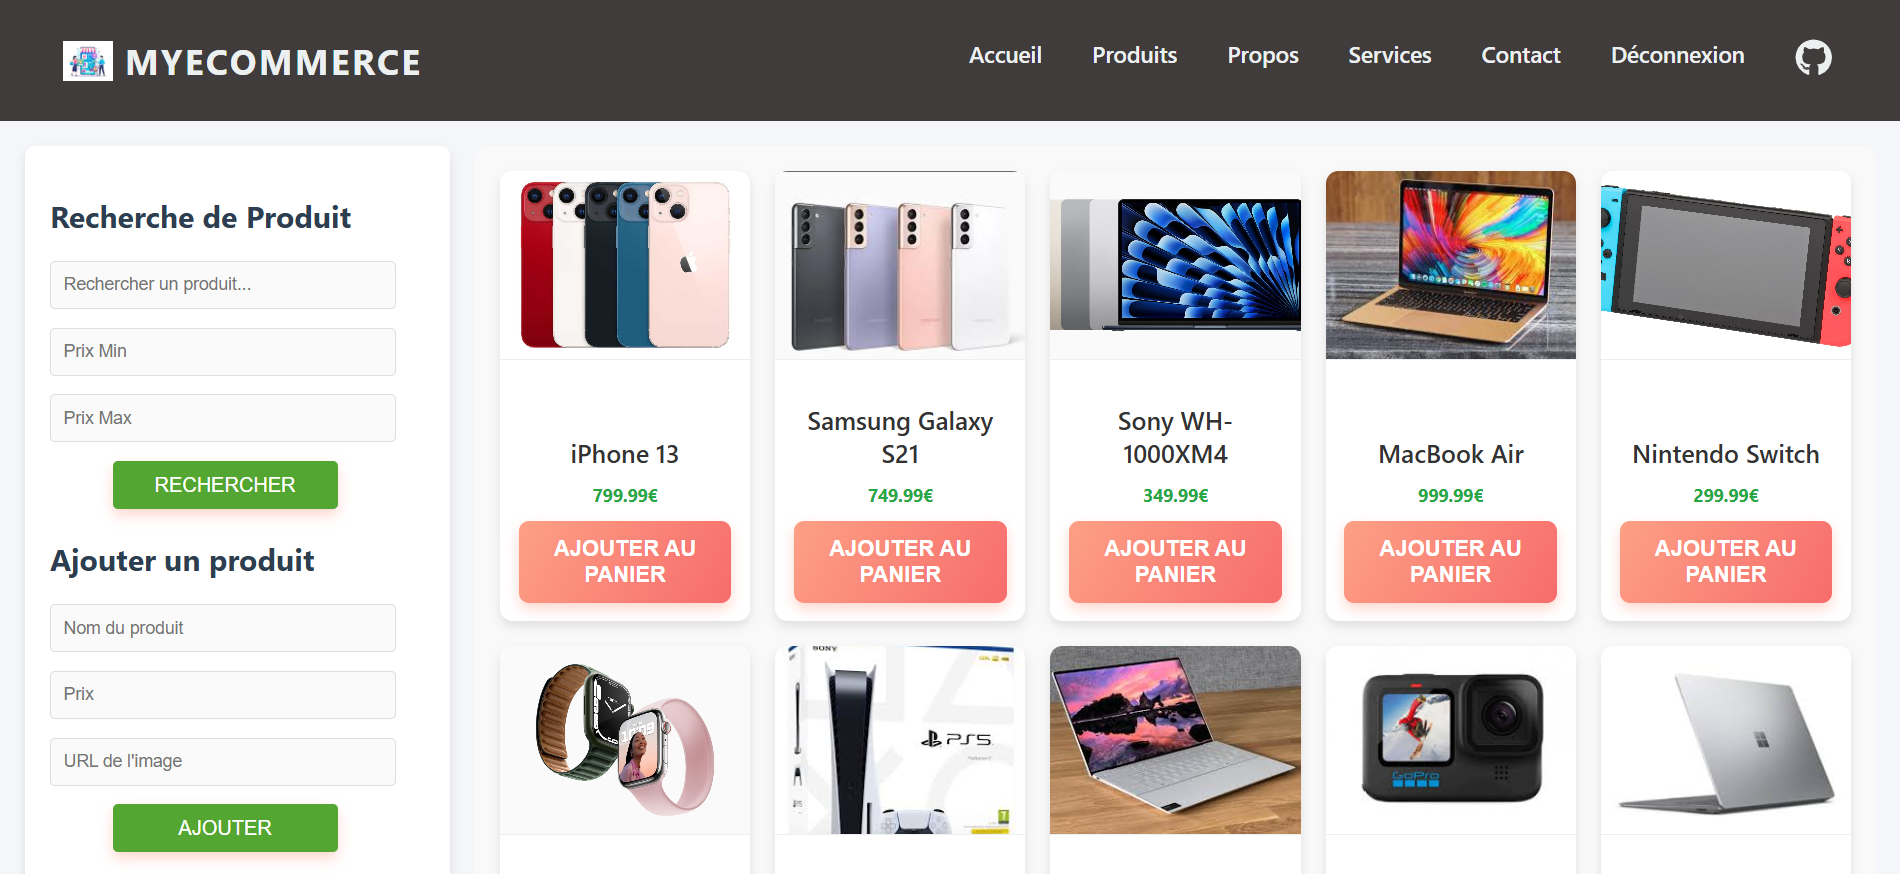 MYECOMMERCE
Accueil
Produits
Propos
Services
Contact
Déconnexion
Recherche de Produit
Rechercher un produit...
Prix Min
Prix Max
RECHERCHER
Ajouter un produit
Nom du produit
Prix
URL de l'image
AJOUTER
iPhone 13
799.99€
AJOUTER AU
PANIER
Samsung Galaxy
S21
749.99€
AJOUTER AU
PANIER
Sony WH-
1000XM4
349.99€
AJOUTER AU
PANIER
MacBook Air
999.99€
AJOUTER AU
PANIER
Nintendo Switch
299.99€
AJOUTER AU
PANIER
SONY
PS5
7
GoPro